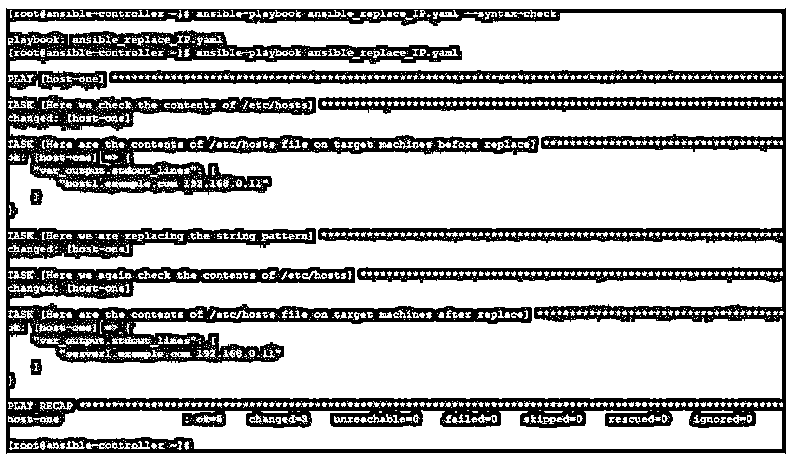 [root@ansible-controller ~]# ansible-playbook ansible_replace_IP.yaml --syntax-check
playbook: ansible_replace_IP.yaml
[root@ansible-controller ~]# ansible-playbook ansible_replace_IP.yaml
PLAY [host-one] ****
TASK [Here we check the contents of /etc/hosts] ****
changed: [host-one]
TASK [Here are the contents of /etc/hosts file on target machines before replace] ****
ok: [host-one] => {
"var_output.stdout_lines": [
"host1.example.com 192.168.0.11"
]
}
TASK [Here we are replacing the string pattern] ****
changed: [host-one]
TASK [Here we again check the contents of /etc/hosts] ****
changed: [host-one]
TASK [Here are the contents of /etc/hosts file on target machines after replace] ****
ok: [host-one] => {
"var_output.stdout_lines": [
"server1.example.com 192.168.0.11"
]
}
PLAY RECAP ****
host-one : ok=5 changed=3 unreachable=0 failed=0 skipped=0 rescued=0 ignored=0
[root@ansible-controller ~]#